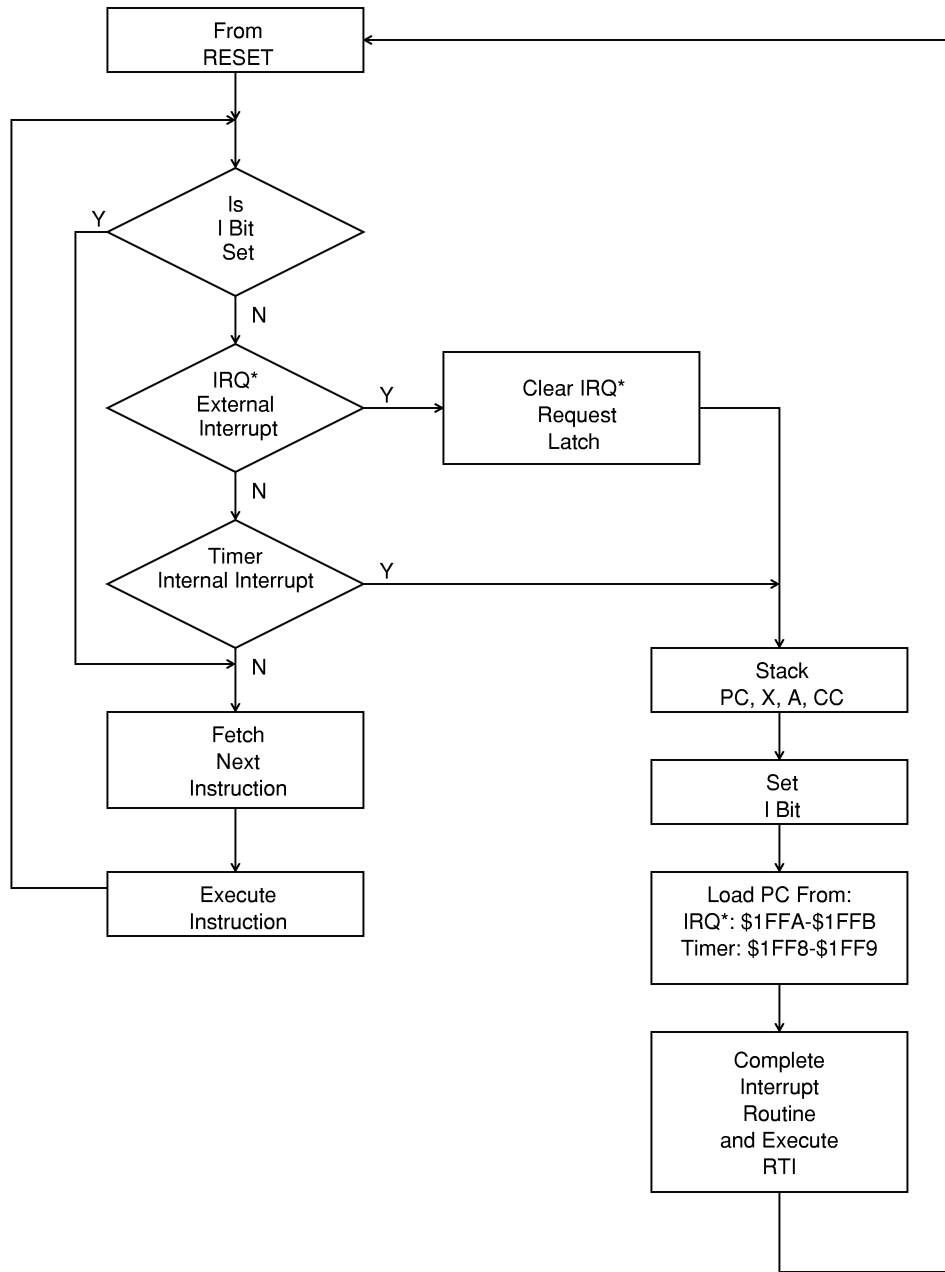 From
RESET
Y
Is
I Bit
Set
N
IRQ*
External
Interrupt
Y
Clear IRQ*
Request
Latch
N
Timer
Internal Interrupt
Y
N
Stack
PC, X, A, CC
Fetch
Next
Instruction
Set
I Bit
Execute
Instruction
Load PC From:
IRQ*: $1FFA-$1FFB
Timer: $1FF8-$1FF9
Complete
Interrupt
Routine
and Execute
RTI